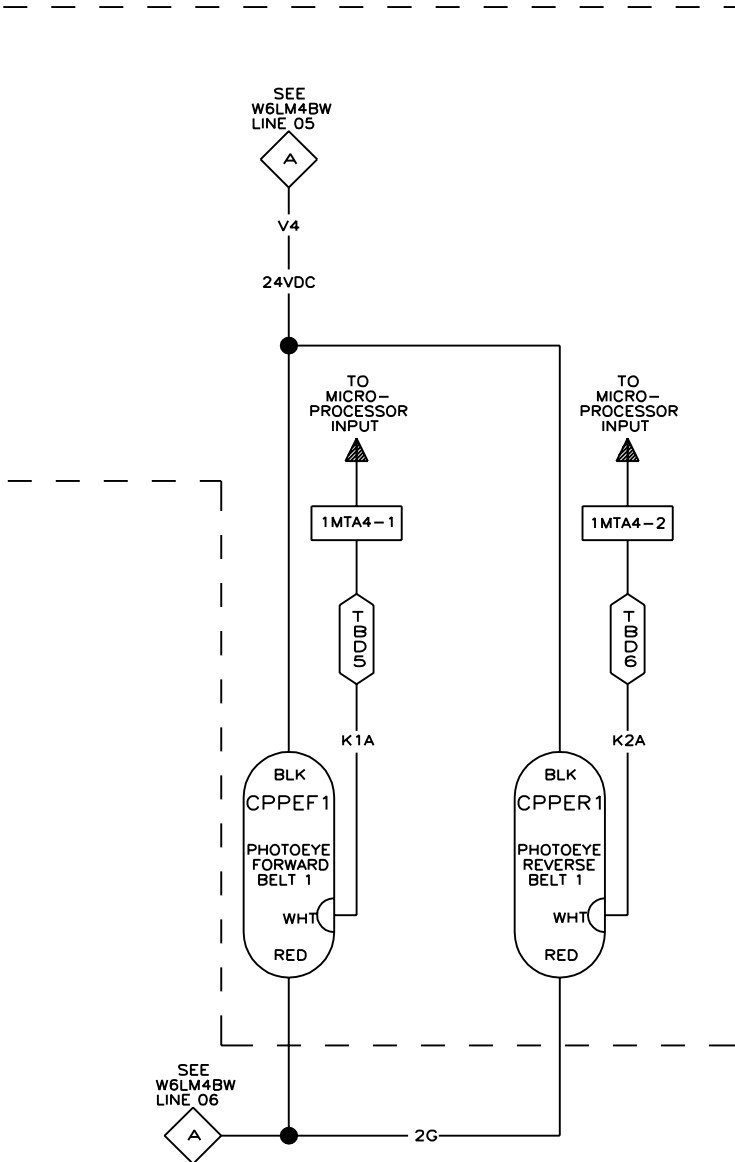 SEE
W6LM4BW
LINE 05
A
V4
24VDC
TO
MICRO-
PROCESSOR
INPUT
1MTA4-1
TBD5
K1A
BLK
CPPEF1
PHOTOEYE
FORWARD
BELT 1
WHT
RED
TO
MICRO-
PROCESSOR
INPUT
1MTA4-2
TBD6
K2A
BLK
CPPER1
PHOTOEYE
REVERSE
BELT 1
WHT
RED
SEE
W6LM4BW
LINE 06
A
2G